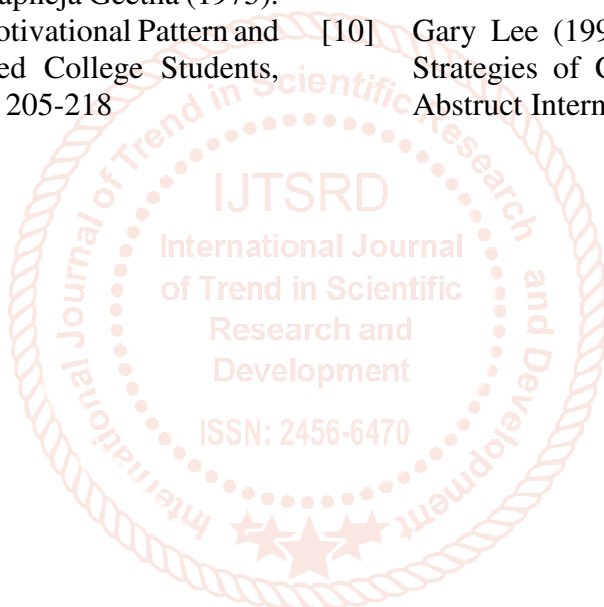 otivational Pattern and
ed College Students,
205-218
[10] Gary Lee (199
Strategies of C
Abstruct Intern
International Journal of Trend in Scientific Research and Development
IJTSRD
International Journal
of Trend in Scientific
Research and
Development
ISSN: 2456-6470